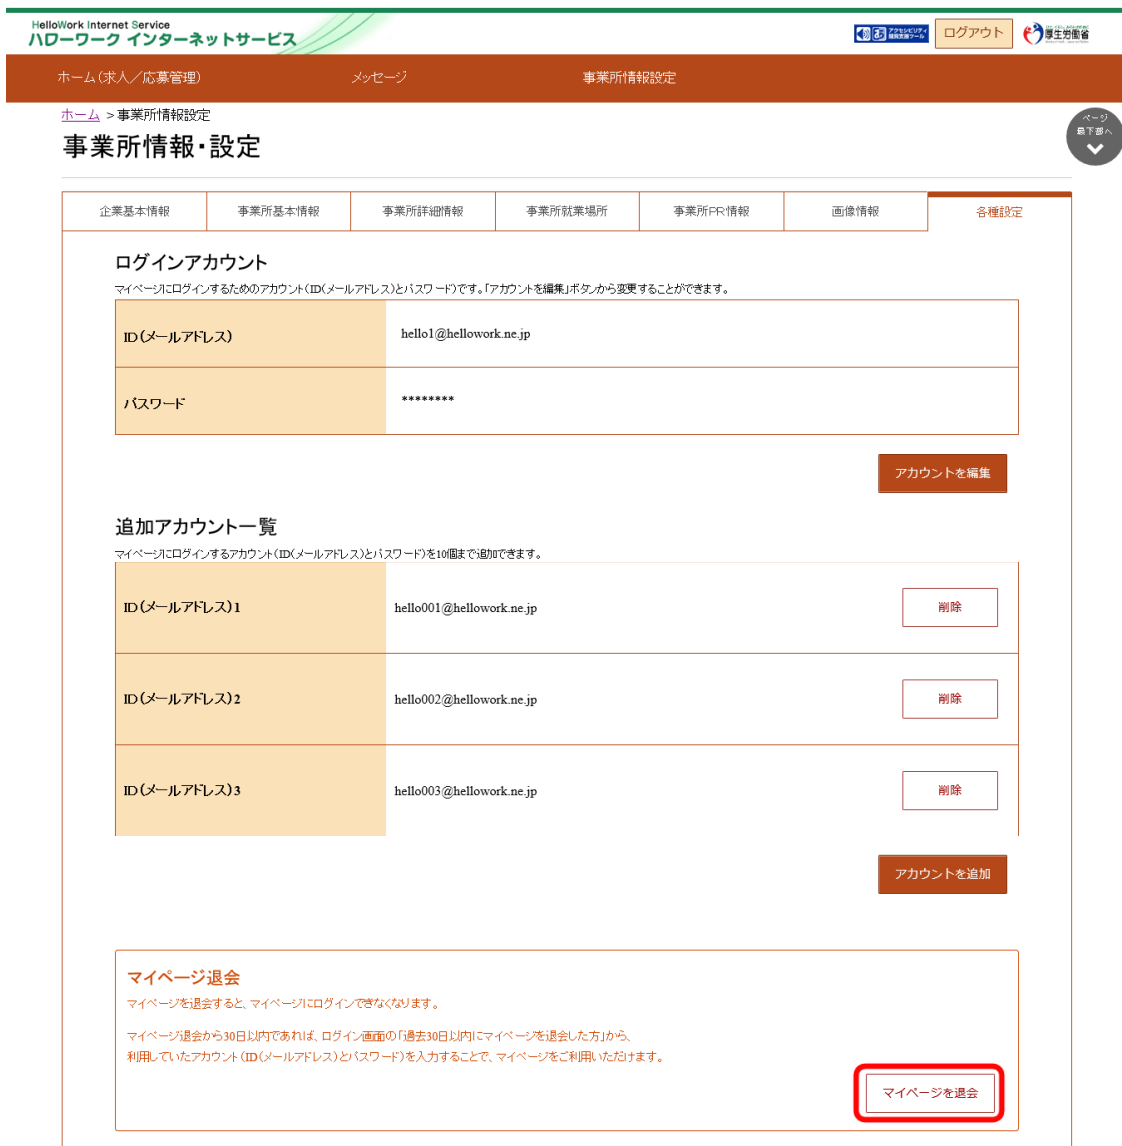 HelloWork Internet Service
ハローワーク インターネットサービス
ログアウト
厚生労働省
ホーム(求人/応募管理)
メッセージ
事業所情報設定
ホーム >事業所情報設定
ページ
最下部へ
事業所情報・設定
企業基本情報
事業所基本情報
事業所詳細情報
事業所就業場所
事業所PR情報
画像情報
各種設定
ログインアカウント
マイページにログインするためのアカウント(ID(メールアドレス)とパスワード)です。「アカウントを編集」ボタンから変更することができます。
ID(メールアドレス)
hello1@hellowork.ne.jp
パスワード
********
アカウントを編集
追加アカウント一覧
マイページにログインするアカウント(ID(メールアドレス)とパスワード)を10個まで追加できます。
ID(メールアドレス)1
hello001@hellowork.ne.jp
削除
ID(メールアドレス)2
hello002@hellowork.ne.jp
削除
ID(メールアドレス)3
hello003@hellowork.ne.jp
削除
アカウントを追加
マイページ退会
マイページを退会すると、マイページにログインできなくなります。
マイページ退会から30日以内であれば、ログイン画面の「過去30日以内にマイページを退会した方」から、
利用していたアカウント(ID(メールアドレス)とパスワード)を入力することで、マイページをご利用いただけます。
マイページを退会